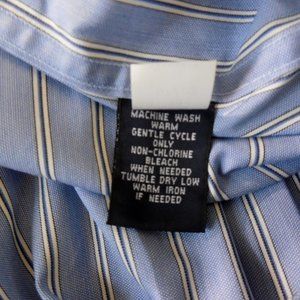 MACHINE WASH
WARM
GENTLE CYCLE
ONLY
NON-CHLORINE
BLEACH
WHEN NEEDED
TUMBLE DRY LOW
WARM IRON
IF NEEDED